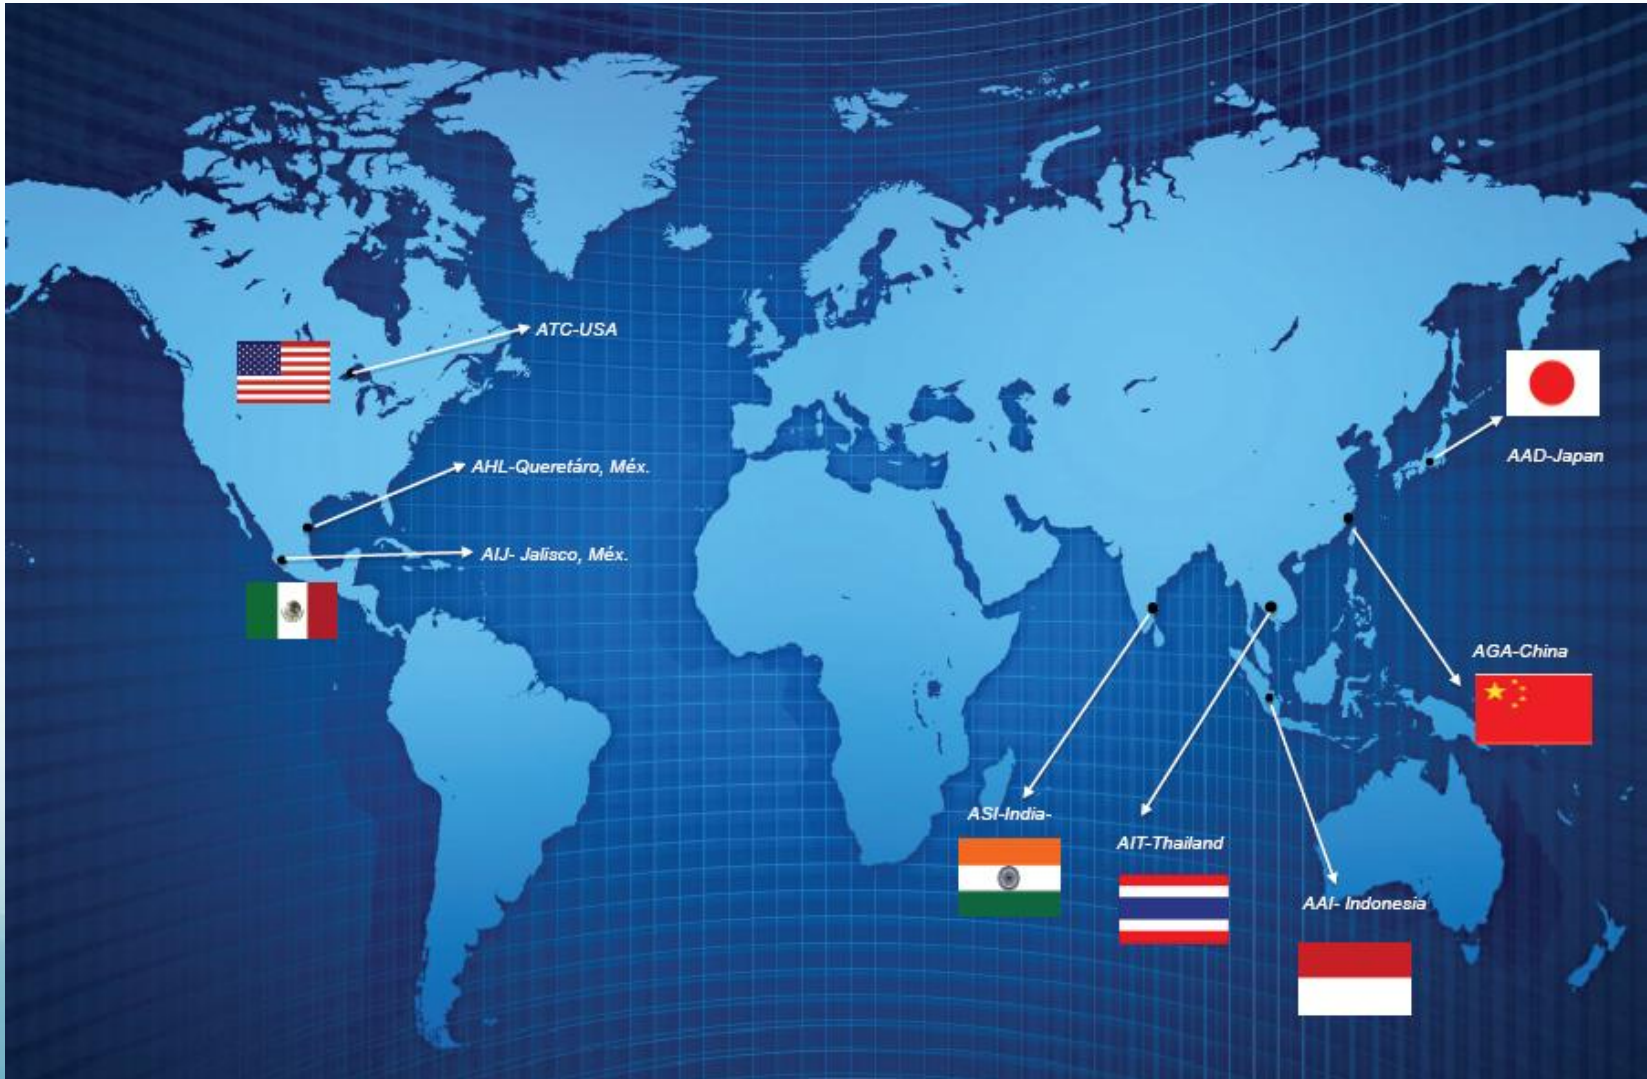 ATC-USA
AHL-Queretáro, Méx.
AIJ- Jalisco, Méx.
AAD-Japan
AGA-China
ASI-India-
AIT-Thailand
AAI- Indonesia